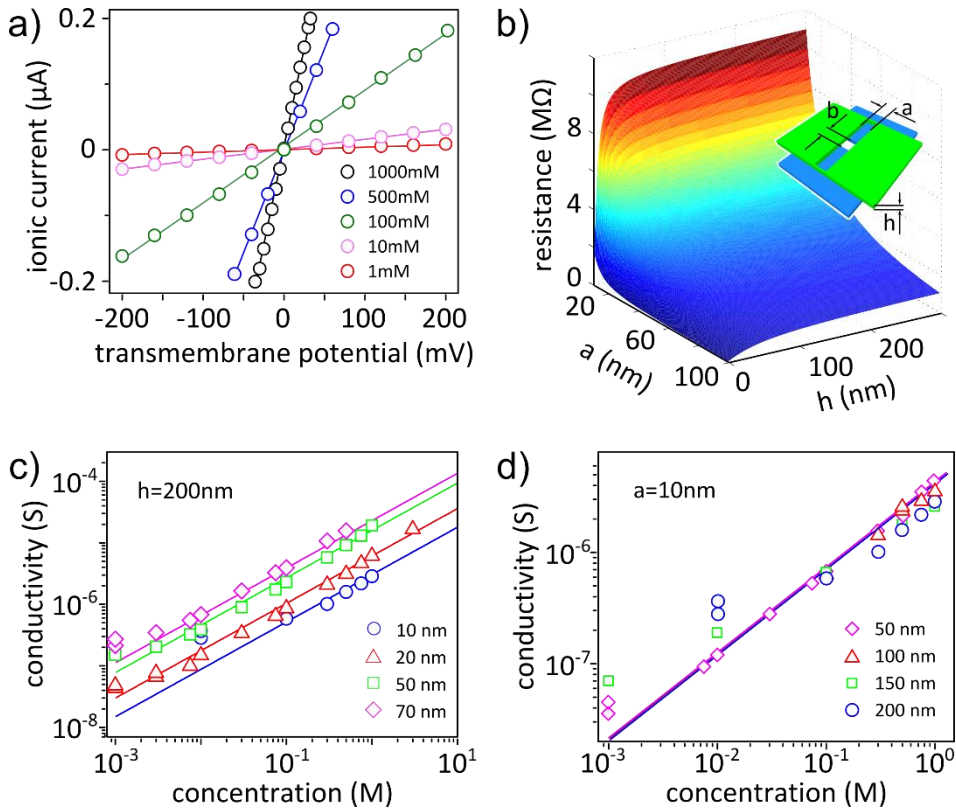 a)
0.2
0
-0.2
ionic current (µA)
1000mM
500mM
100mM
10mM
1mM
-200 -100 0 100 200
transmembrane potential (mV)
b)
resistance (MΩ)
8
4
0
20
60
100
a (nm)
0
100
200
h (nm)
b
a
h
c)
h=200nm
conductivity (S)
10⁻⁴
10⁻⁶
10⁻⁸
10 nm
20 nm
50 nm
70 nm
10⁻³ 10⁻¹ 10¹
concentration (M)
d)
a=10nm
conductivity (S)
10⁻⁶
10⁻⁷
50 nm
100 nm
150 nm
200 nm
10⁻³ 10⁻² 10⁻¹ 10⁰
concentration (M)